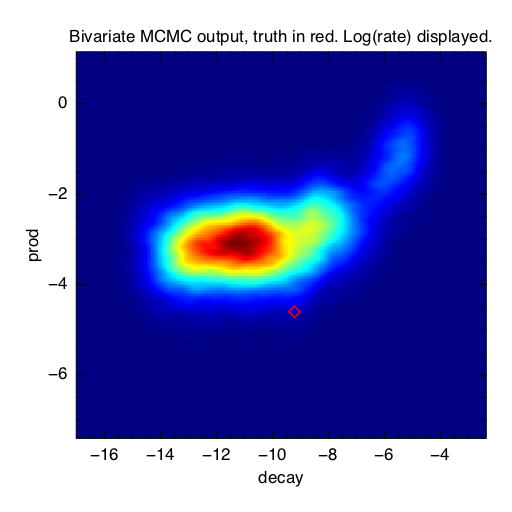 Bivariate MCMC output, truth in red. Log(rate) displayed.
0
−2
−4
−6
prod
−16 −14 −12 −10 −8 −6 −4
decay